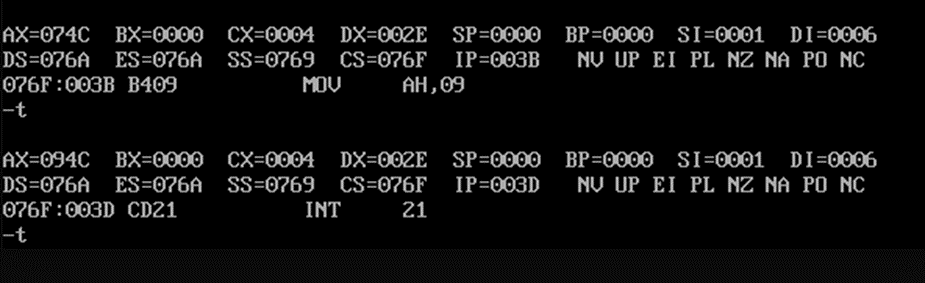 AX=074C  BX=0000  CX=0004  DX=002E  SP=0000  BP=0000  SI=0001  DI=0006
DS=076A  ES=076A  SS=0769  CS=076F  IP=003B   NV UP EI PL NZ NA PO NC
076F:003B B409          MOV     AH,09
-t
AX=094C  BX=0000  CX=0004  DX=002E  SP=0000  BP=0000  SI=0001  DI=0006
DS=076A  ES=076A  SS=0769  CS=076F  IP=003D   NV UP EI PL NZ NA PO NC
076F:003D CD21          INT     21
-t